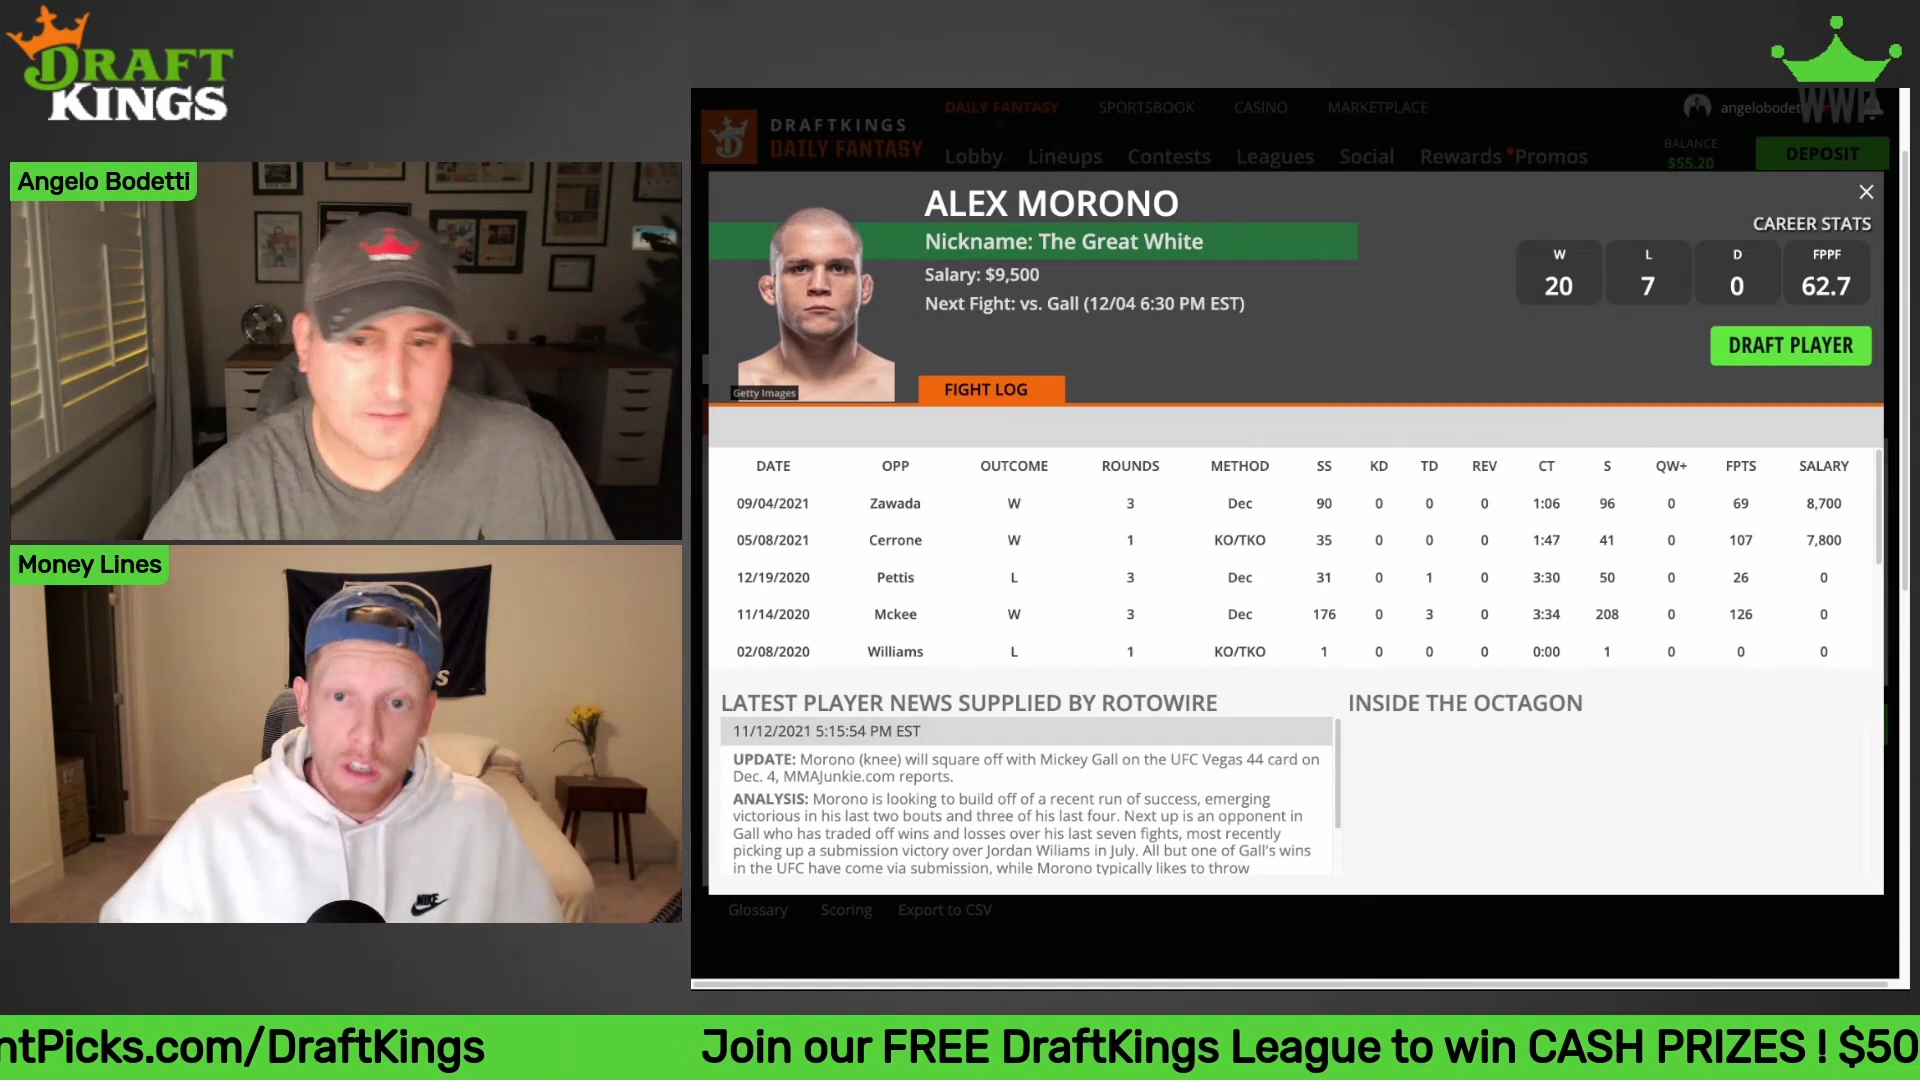 DRAFT
KINGS
WWP
DAILY FANTASY SPORTSBOOK CASINO MARKETPLACE
angelobodet
DRAFTKINGS
DAILY FANTASY
Lobby Lineups Contests Leagues Social Rewards Promos
BALANCE
$55.20
DEPOSIT
Angelo Bodetti
Money Lines
S
NIKE
ALEX MORONO
Nickname: The Great White
Salary: $9,500
Next Fight: vs. Gall (12/04 6:30 PM EST)
Getty Images
CAREER STATS
W L D FPPF
20 7 0 62.7
DRAFT PLAYER
FIGHT LOG
DATE OPP OUTCOME ROUNDS METHOD SS KD TD REV CT S QW+ FPTS SALARY
09/04/2021 Zawada W 3 Dec 90 0 0 0 1:06 96 0 69 8,700
05/08/2021 Cerrone W 1 KO/TKO 35 0 0 0 1:47 41 0 107 7,800
12/19/2020 Pettis L 3 Dec 31 0 1 0 3:30 50 0 26 0
11/14/2020 Mckee W 3 Dec 176 0 3 0 3:34 208 0 126 0
02/08/2020 Williams L 1 KO/TKO 1 0 0 0 0:00 1 0 0 0
LATEST PLAYER NEWS SUPPLIED BY ROTOWIRE
11/12/2021 5:15:54 PM EST
UPDATE: Morono (knee) will square off with Mickey Gall on the UFC Vegas 44 card on
Dec. 4, MMAJunkie.com reports.
ANALYSIS: Morono is looking to build off of a recent run of success, emerging
victorious in his last two bouts and three of his last four. Next up is an opponent in
Gall who has traded off wins and losses over his last seven fights, most recently
picking up a submission victory over Jordan Wiliams in July. All but one of Gall's wins
in the UFC have come via submission, while Morono typically likes to throw
INSIDE THE OCTAGON
Glossary Scoring Export to CSV
ntPicks.com/DraftKings Join our FREE DraftKings League to win CASH PRIZES ! $50